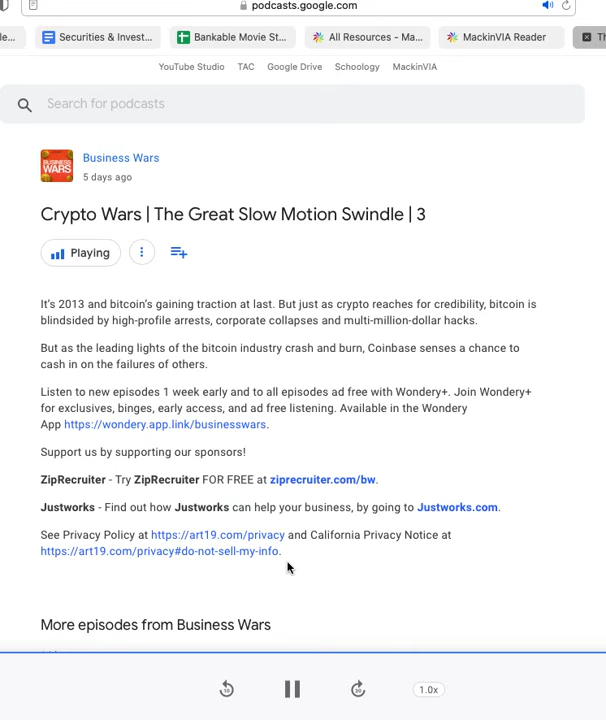 podcasts.google.com
Securities & Invest...
Bankable Movie St...
All Resources - Ma...
MackinVIA Reader
YouTube Studio TAC Google Drive Schoology MackinVIA
Search for podcasts
BUSINESS WARS
Business Wars
5 days ago
Crypto Wars | The Great Slow Motion Swindle | 3
Playing
It's 2013 and bitcoin's gaining traction at last. But just as crypto reaches for credibility, bitcoin is
blindsided by high-profile arrests, corporate collapses and multi-million-dollar hacks.
But as the leading lights of the bitcoin industry crash and burn, Coinbase senses a chance to
cash in on the failures of others.
Listen to new episodes 1 week early and to all episodes ad free with Wondery+. Join Wondery+
for exclusives, binges, early access, and ad free listening. Available in the Wondery
App https://wondery.app.link/businesswars.
Support us by supporting our sponsors!
ZipRecruiter - Try ZipRecruiter FOR FREE at ziprecruiter.com/bw.
Justworks - Find out how Justworks can help your business, by going to Justworks.com.
See Privacy Policy at https://art19.com/privacy and California Privacy Notice at
https://art19.com/privacy#do-not-sell-my-info.
More episodes from Business Wars
1.0x